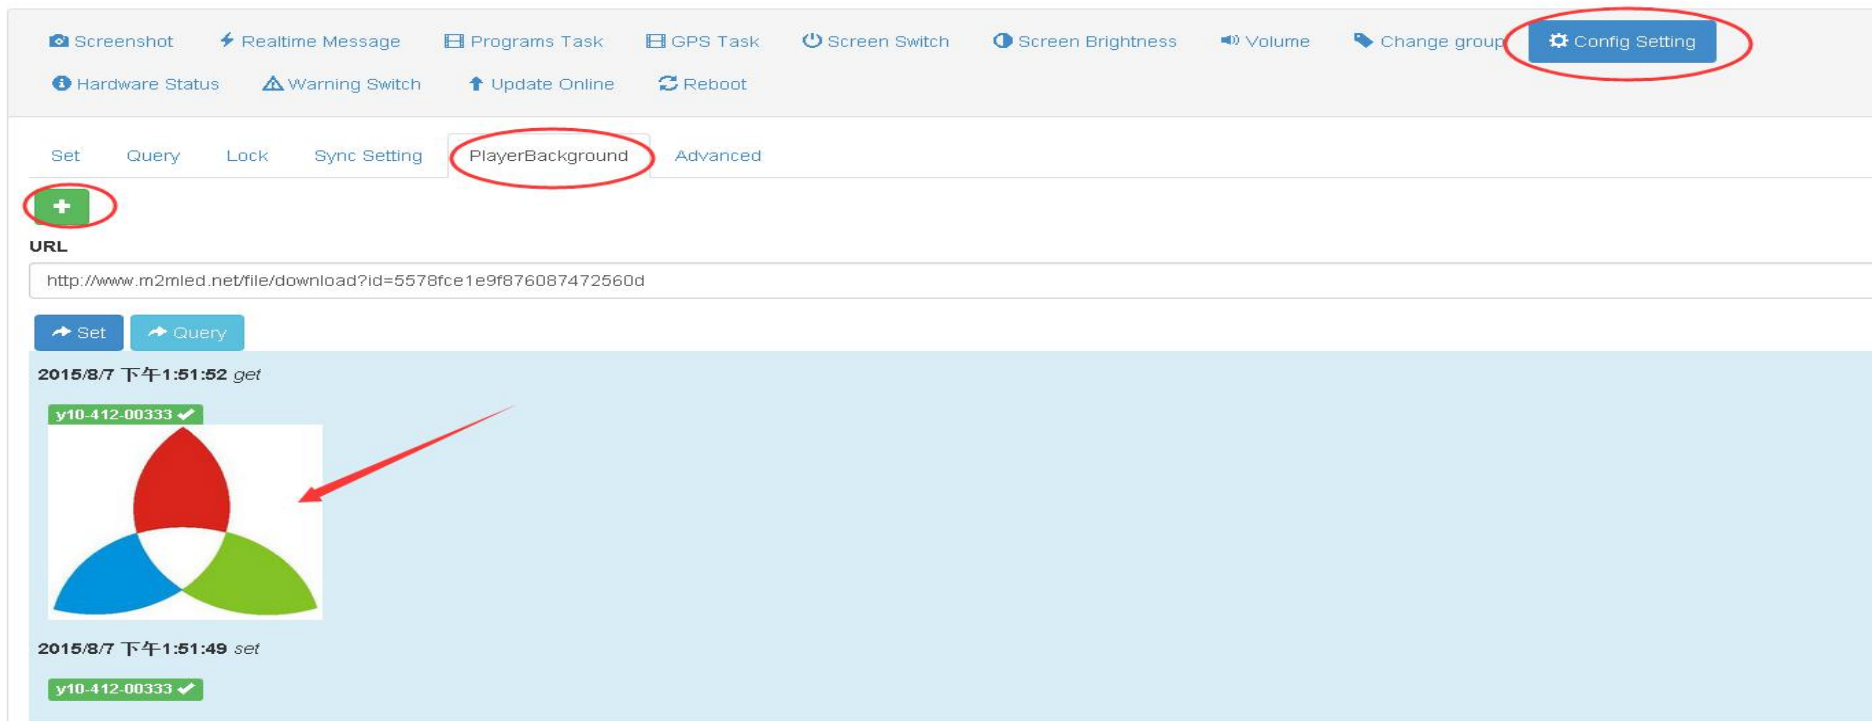 Screenshot Realtime Message Programs Task GPS Task Screen Switch Screen Brightness Volume Change group Config Setting
Hardware Status Warning Switch Update Online Reboot
Set Query Lock Sync Setting PlayerBackground Advanced
URL
http://www.m2mled.net/file/download?id=5578fce1e9f876087472560d
Set Query
2015/8/7 下午1:51:52 get
y10-412-00333
2015/8/7 下午1:51:49 set
y10-412-00333